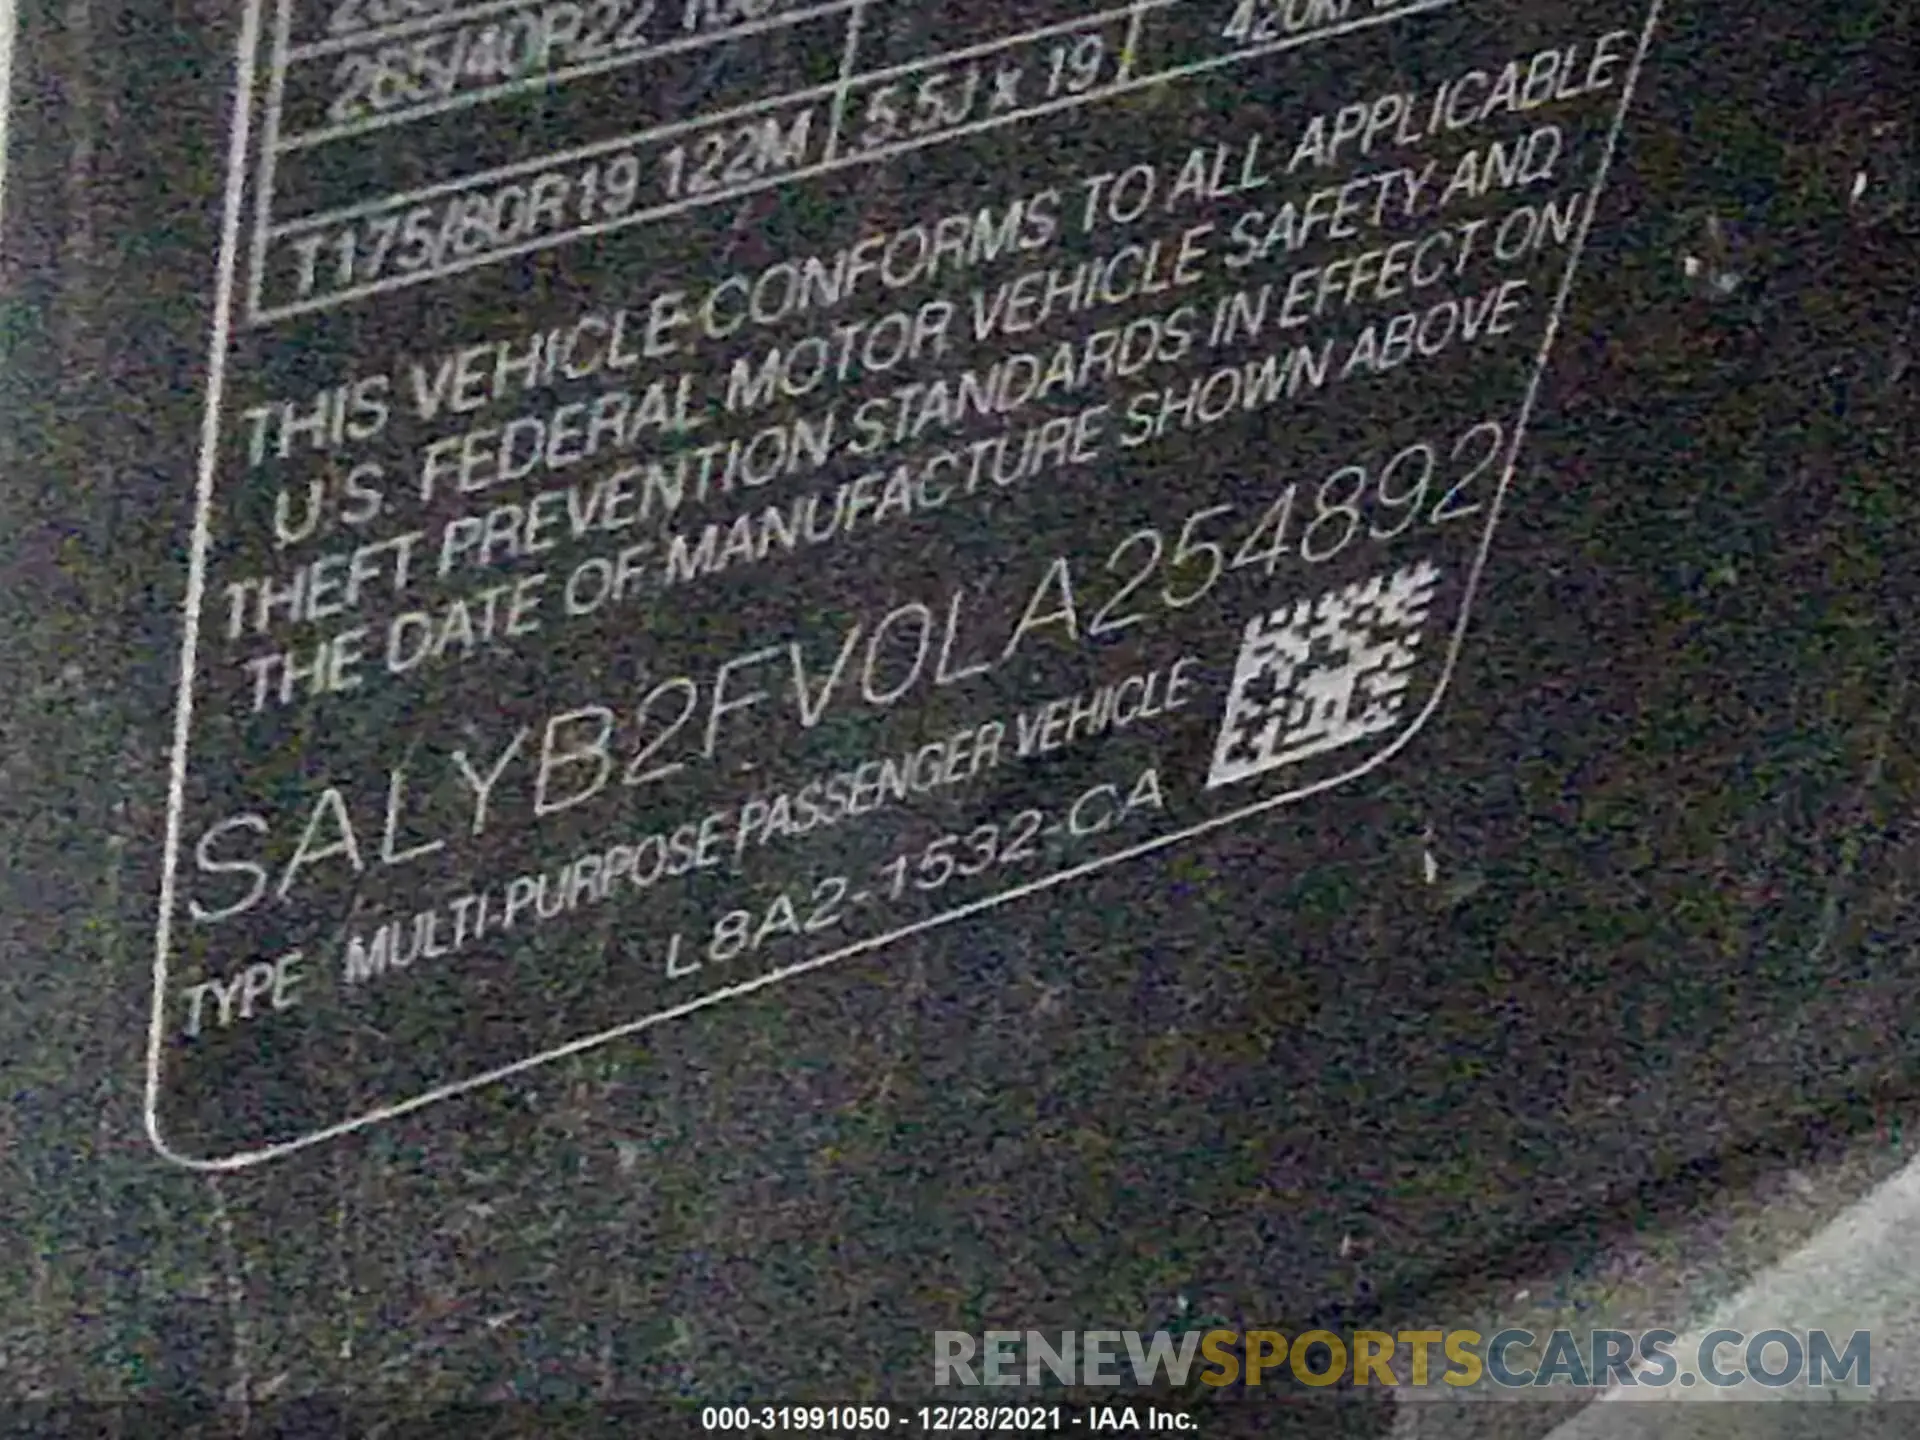 265/40R22
T175/80R19 122M 5.5J x 19
THIS VEHICLE CONFORMS TO ALL APPLICABLE
U.S. FEDERAL MOTOR VEHICLE SAFETY AND
THEFT PREVENTION STANDARDS IN EFFECT ON
THE DATE OF MANUFACTURE SHOWN ABOVE
SALYB2FV0LA254892
TYPE MULTI-PURPOSE PASSENGER VEHICLE
L8A2-1532-CA
RENEWSPORTSCARS.COM
000-31991050 - 12/28/2021 - IAA Inc.